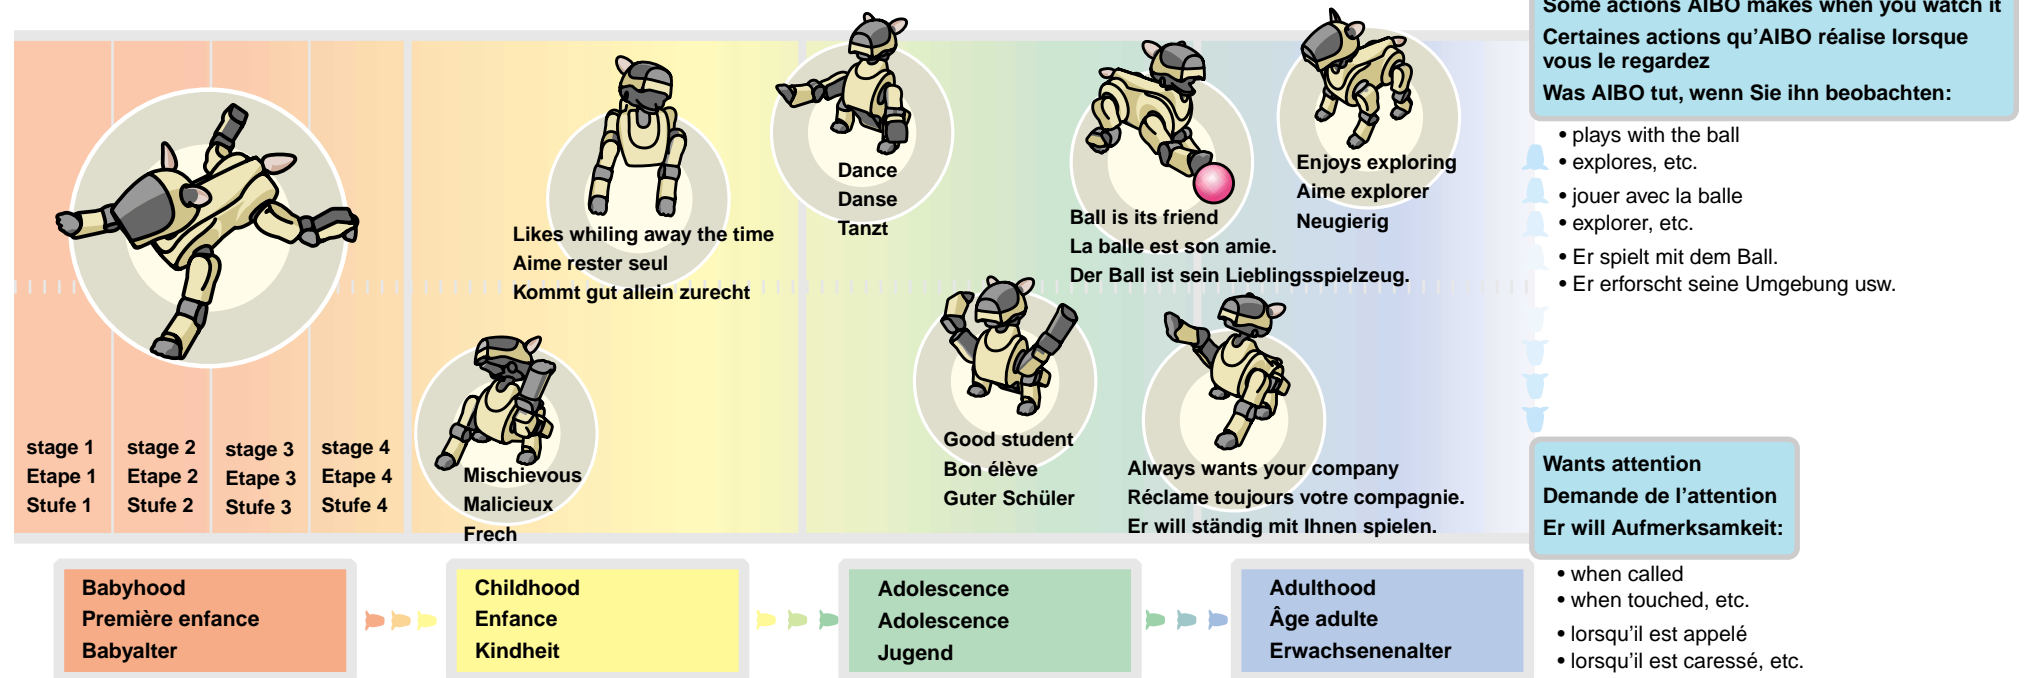 Some actions AIBO makes when you watch it
Certaines actions qu'AIBO réalise lorsque
vous le regardez
Was AIBO tut, wenn Sie ihn beobachten:
• plays with the ball
• explores, etc.
• jouer avec la balle
• explorer, etc.
• Er spielt mit dem Ball.
• Er erforscht seine Umgebung usw.
Dance
Danse
Tanzt
Enjoys exploring
Aime explorer
Neugierig
Ball is its friend
La balle est son amie.
Der Ball ist sein Lieblingsspielzeug.
Likes whiling away the time
Aime rester seul
Kommt gut allein zurecht
stage 1
Etape 1
Stufe 1
stage 2
Etape 2
Stufe 2
stage 3
Etape 3
Stufe 3
stage 4
Etape 4
Stufe 4
Mischievous
Malicieux
Frech
Good student
Bon élève
Guter Schüler
Always wants your company
Réclame toujours votre compagnie.
Er will ständig mit Ihnen spielen.
Wants attention
Demande de l'attention
Er will Aufmerksamkeit:
• when called
• when touched, etc.
• lorsqu'il est appelé
• lorsqu'il est caressé, etc.
Babyhood
Première enfance
Babyalter
Childhood
Enfance
Kindheit
Adolescence
Adolescence
Jugend
Adulthood
Âge adulte
Erwachsenenalter